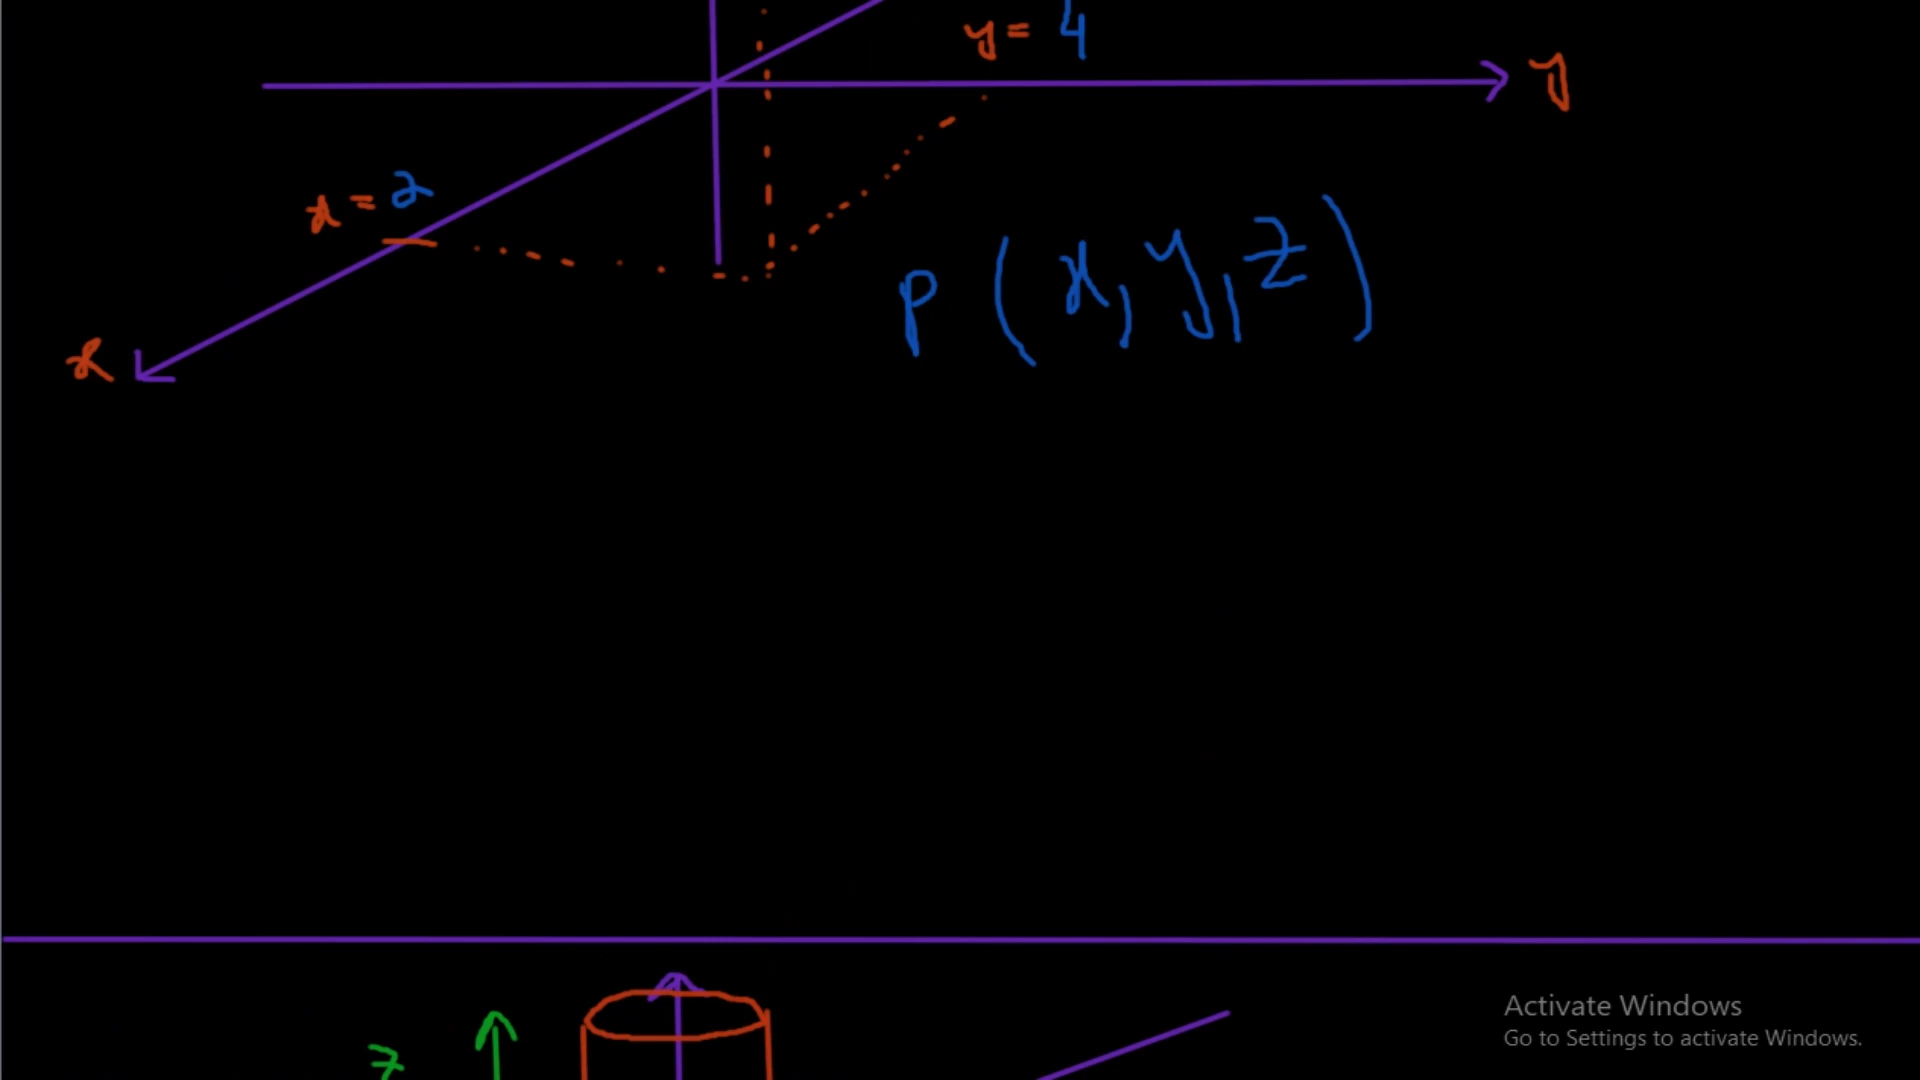 y = 4
y
x = 2
P (x, y, z)
x
z
Activate Windows
Go to Settings to activate Windows.